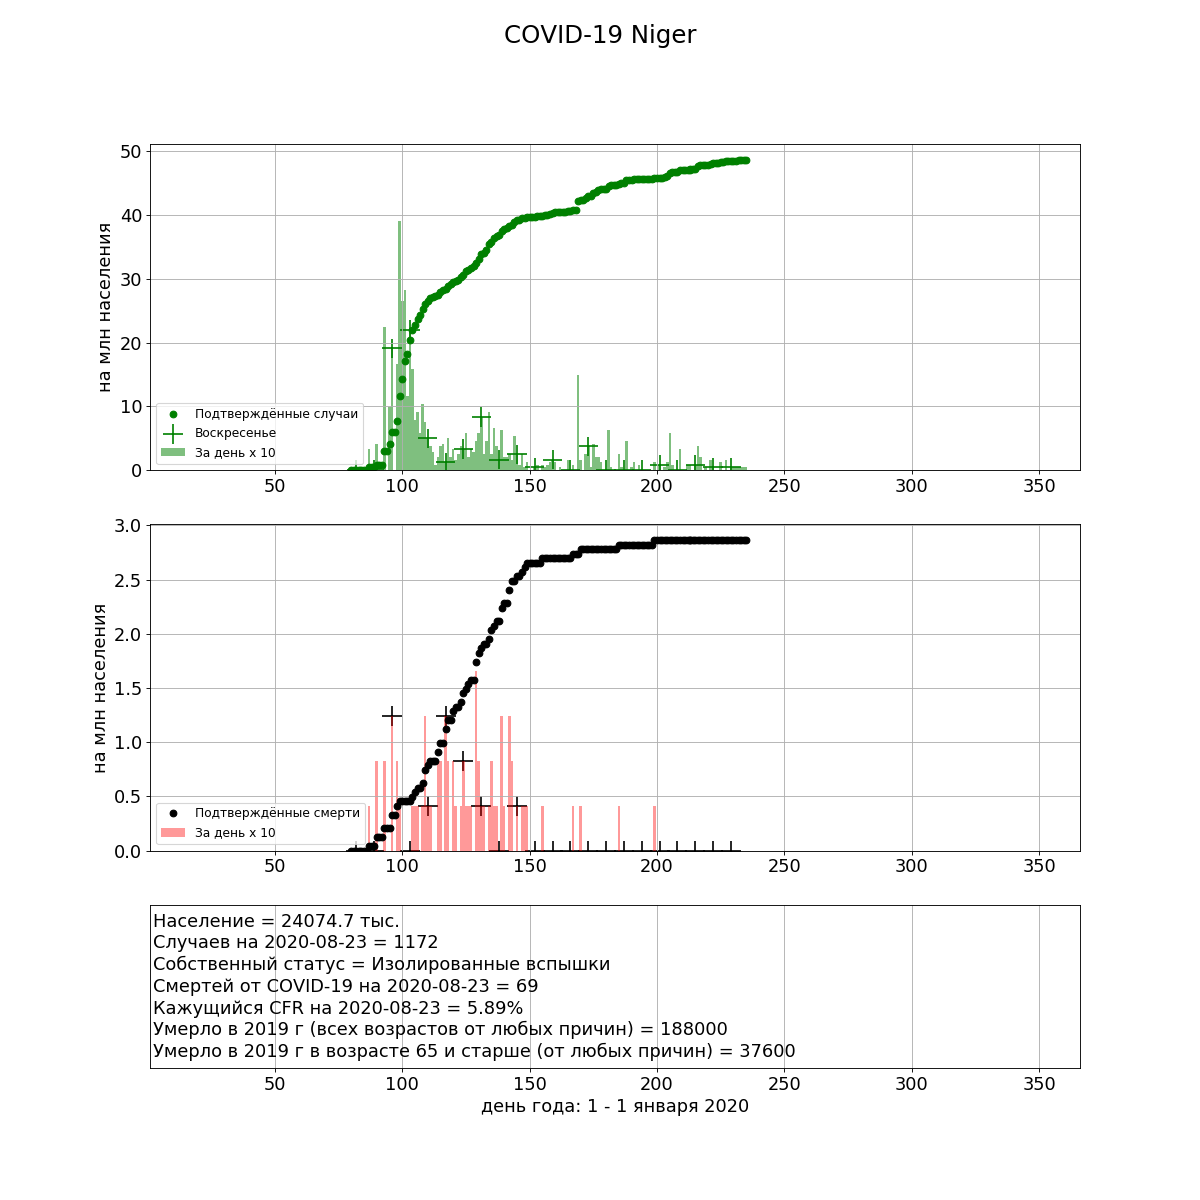 COVID-19 Niger
50
40
30
20
10
0
на млн населения
Подтверждённые случаи
Воскресенье
За день x 10
50 100 150 200 250 300 350
3.0
2.5
2.0
1.5
1.0
0.5
0.0
на млн населения
Подтверждённые смерти
За день x 10
50 100 150 200 250 300 350
Население = 24074.7 тыс.
Случаев на 2020-08-23 = 1172
Собственный статус = Изолированные вспышки
Смертей от COVID-19 на 2020-08-23 = 69
Кажущийся CFR на 2020-08-23 = 5.89%
Умерло в 2019 г (всех возрастов от любых причин) = 188000
Умерло в 2019 г в возрасте 65 и старше (от любых причин) = 37600
50 100 150 200 250 300 350
день года: 1 - 1 января 2020